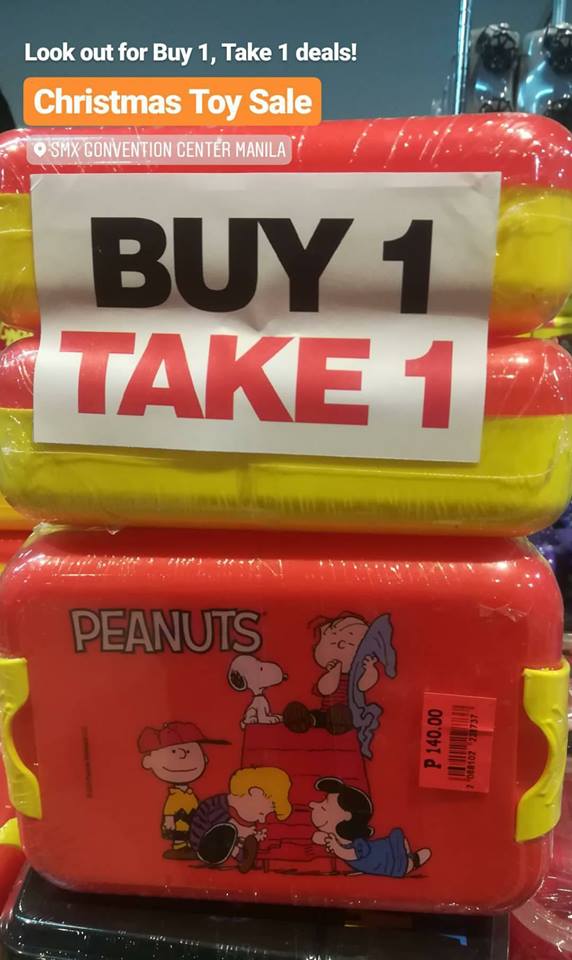 Look out for Buy 1, Take 1 deals!
Christmas Toy Sale
SMX CONVENTION CENTER MANILA
BUY 1
TAKE 1
PEANUTS
₱ 140.00